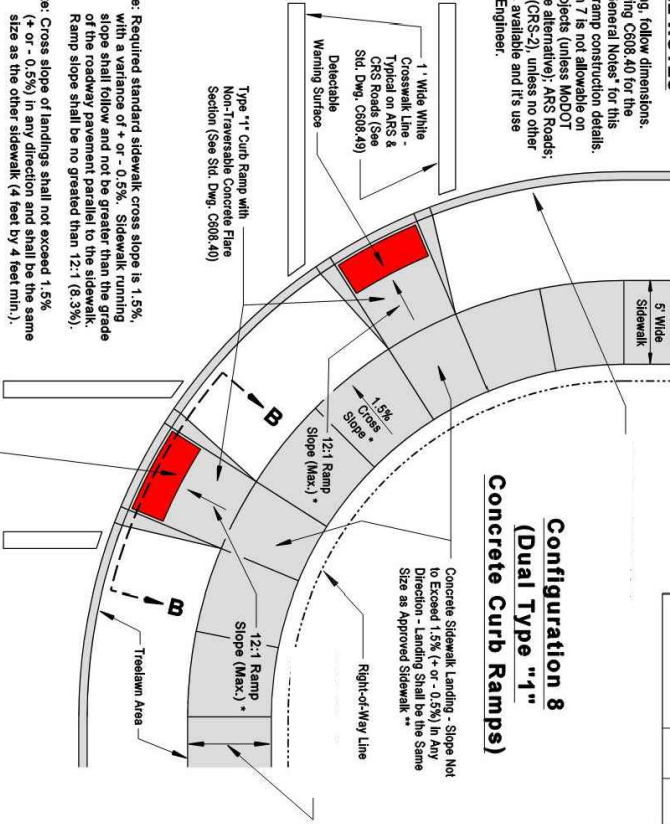 ng, follow dimensions.
ing C608.40 for the
General Notes" for this
ramp construction details.
n 7 is not allowable on
ojects (unless MoDOT
e alternative); ARS Roads;
(CRS-2), unless no other
available and it's use
Engineer.
1' Wide White
Crosswalk Line -
Typical on ARS &
CRS Roads (See
Std. Dwg. C608.49)
Detectable
Warning Surface
Type "1" Curb Ramp with
Non-Traversable Concrete Flare
Section (See Std. Dwg. C608.40)
e: Required standard sidewalk cross slope is 1.5%,
with a variance of + or - 0.5%. Sidewalk running
slope shall follow and not be greater than the grade
of the roadway pavement parallel to the sidewalk.
Ramp slope shall be no greated than 12:1 (8.3%).
e: Cross slope of landings shall not exceed 1.5%
(+ or - 0.5%) in any direction and shall be the same
size as the other sidewalk (4 feet by 4 feet min.).
5' Wide
Sidewalk
1.5%
Cross
Slope *
12:1 Ramp
Slope (Max.) *
B
B
12:1 Ramp
Slope (Max.) *
Treelawn Area
Right-of-Way Line
Concrete Sidewalk Landing - Slope Not
to Exceed 1.5% (+ or - 0.5%) In Any
Direction - Landing Shall be the Same
Size as Approved Sidewalk **
Configuration 8
(Dual Type "1"
Concrete Curb Ramps)